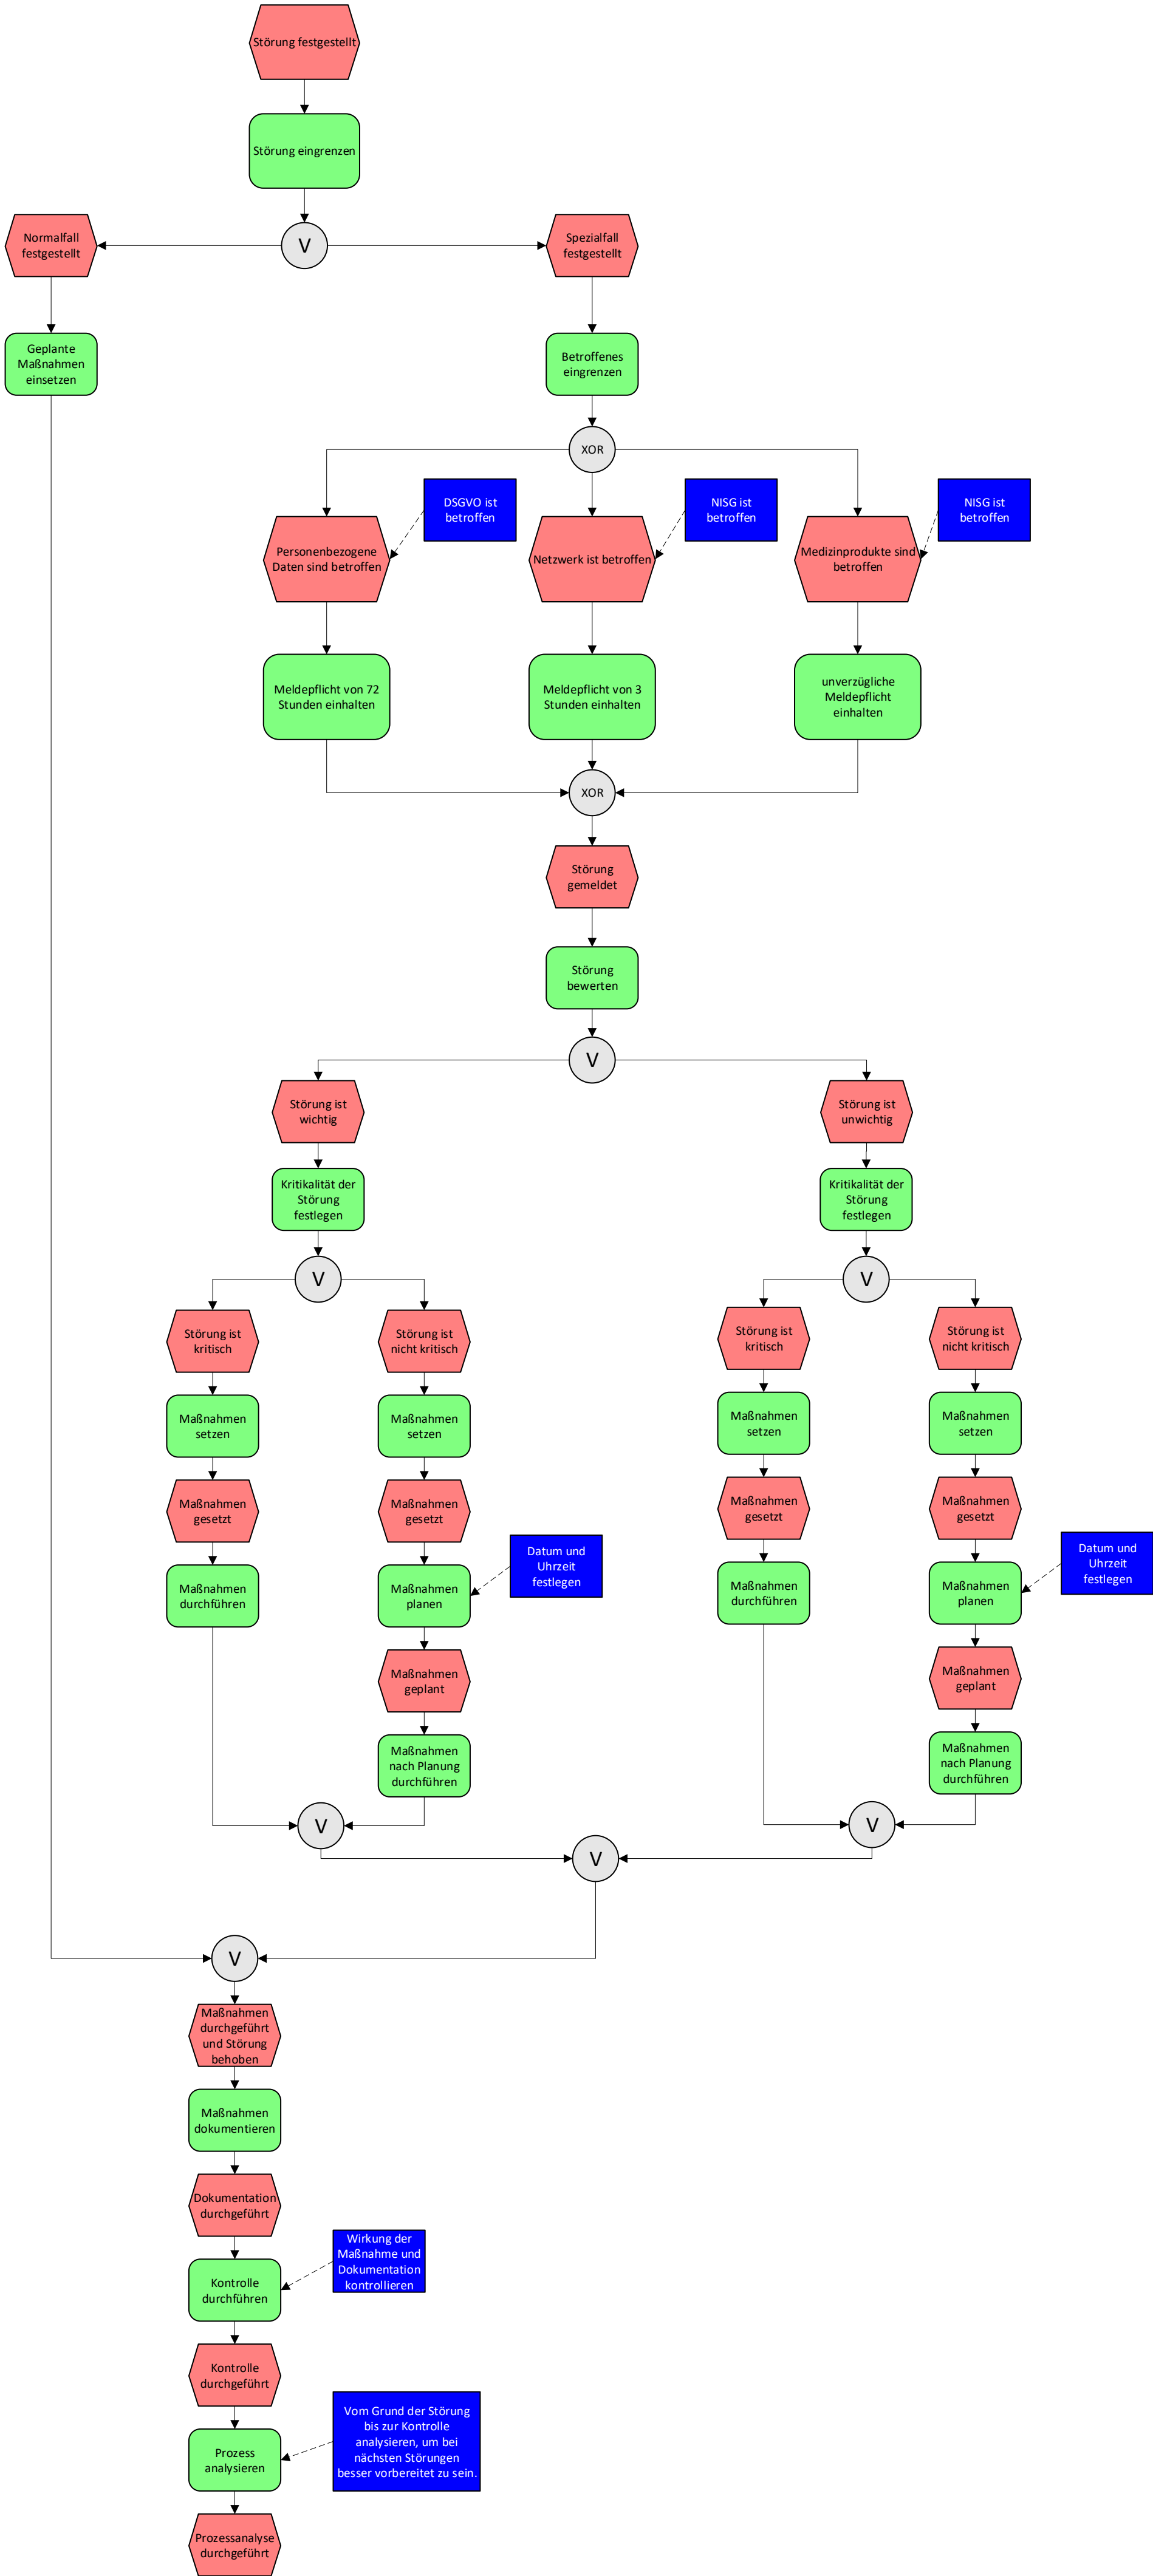 Störung festgestellt
Störung eingrenzen
V
Normalfall
festgestellt
Spezialfall
festgestellt
Geplante
Maßnahmen
einsetzen
Betroffenes
eingrenzen
XOR
DSGVO ist
betroffen
NISG ist
betroffen
NISG ist
betroffen
Personenbezogene
Daten sind betroffen
Netzwerk ist betroffen
Medizinprodukte sind
betroffen
Meldepflicht von 72
Stunden einhalten
Meldepflicht von 3
Stunden einhalten
unverzügliche
Meldepflicht
einhalten
XOR
Störung
gemeldet
Störung
bewerten
V
Störung ist
wichtig
Störung ist
unwichtig
Kritikalität der
Störung
festlegen
Kritikalität der
Störung
festlegen
V
V
Störung ist
kritisch
Störung ist
nicht kritisch
Störung ist
kritisch
Störung ist
nicht kritisch
Maßnahmen
setzen
Maßnahmen
setzen
Maßnahmen
setzen
Maßnahmen
setzen
Maßnahmen
gesetzt
Maßnahmen
gesetzt
Maßnahmen
gesetzt
Maßnahmen
gesetzt
Maßnahmen
durchführen
Maßnahmen
planen
Datum und
Uhrzeit
festlegen
Maßnahmen
durchführen
Maßnahmen
planen
Datum und
Uhrzeit
festlegen
Maßnahmen
geplant
Maßnahmen
geplant
Maßnahmen
nach Planung
durchführen
Maßnahmen
nach Planung
durchführen
V
V
V
V
Maßnahmen
durchgeführt
und Störung
behoben
Maßnahmen
dokumentieren
Dokumentation
durchgeführt
Wirkung der
Maßnahme und
Dokumentation
kontrollieren
Kontrolle
durchführen
Kontrolle
durchgeführt
Vom Grund der Störung
bis zur Kontrolle
analysieren, um bei
nächsten Störungen
besser vorbereitet zu sein.
Prozess
analysieren
Prozessanalyse
durchgeführt